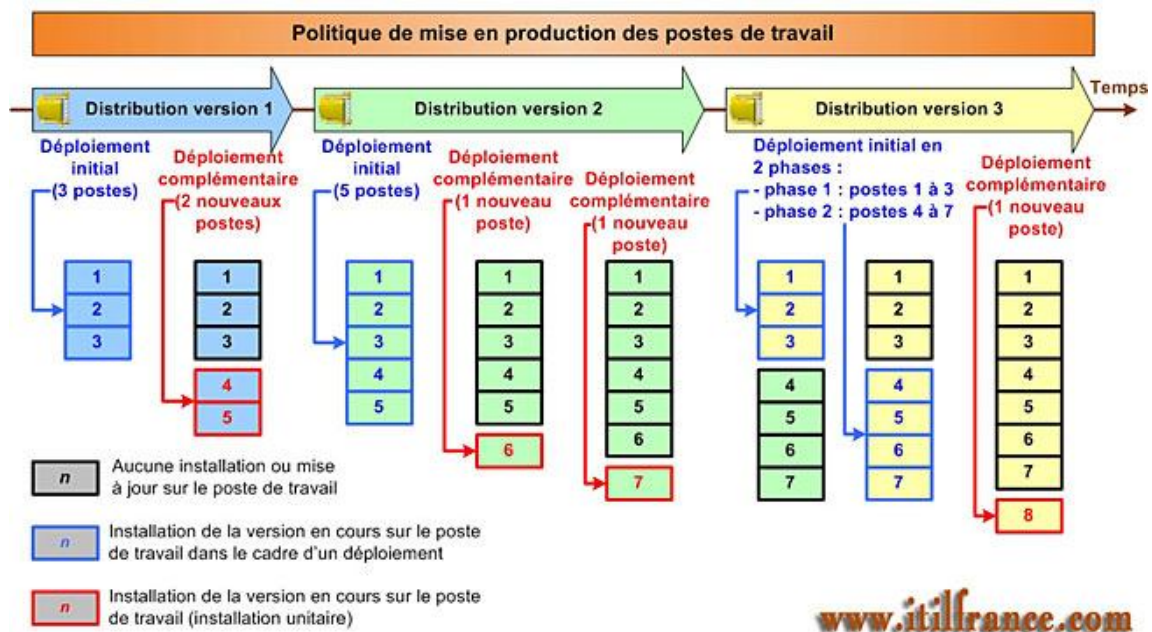 Politique de mise en production des postes de travail
Distribution version 1
Distribution version 2
Distribution version 3
Temps
Déploiement
initial
(3 postes)
Déploiement
complémentaire
(2 nouveaux
postes)
Déploiement
initial
(5 postes)
Déploiement
complémentaire
(1 nouveau
poste)
Déploiement
complémentaire
(1 nouveau
poste)
Déploiement initial en
2 phases :
- phase 1 : postes 1 à 3
- phase 2 : postes 4 à 7
Déploiement
complémentaire
(1 nouveau
poste)
1
2
3
1
2
3
4
5
1
2
3
4
5
1
2
3
4
5
6
1
2
3
4
5
6
7
1
2
3
4
5
6
7
1
2
3
4
5
6
7
1
2
3
4
5
6
7
8
n
Aucune installation ou mise
à jour sur le poste de travail
n
Installation de la version en cours sur le poste
de travail dans le cadre d'un déploiement
n
Installation de la version en cours sur le poste
de travail (installation unitaire)
www.itilfrance.com